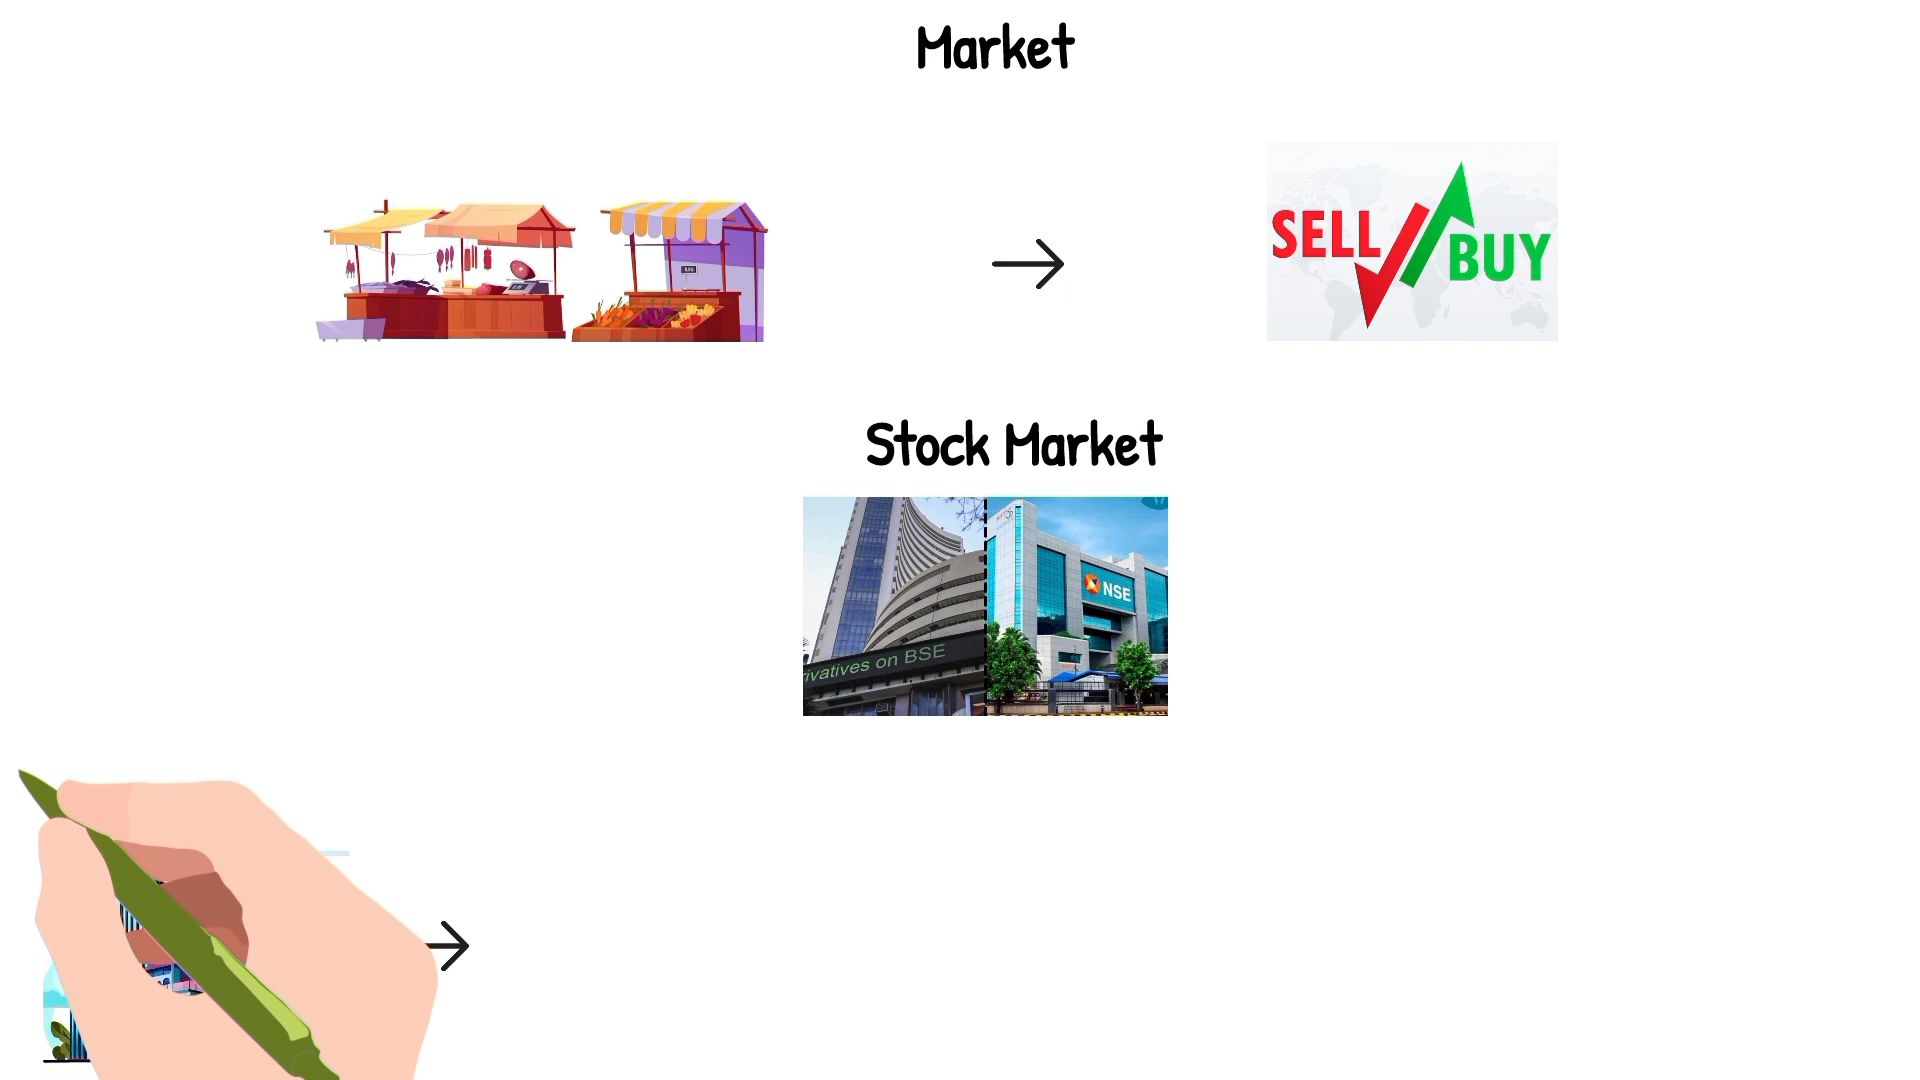 Market
SELL
BUY
Stock Market
NSE
ivatives on BSE